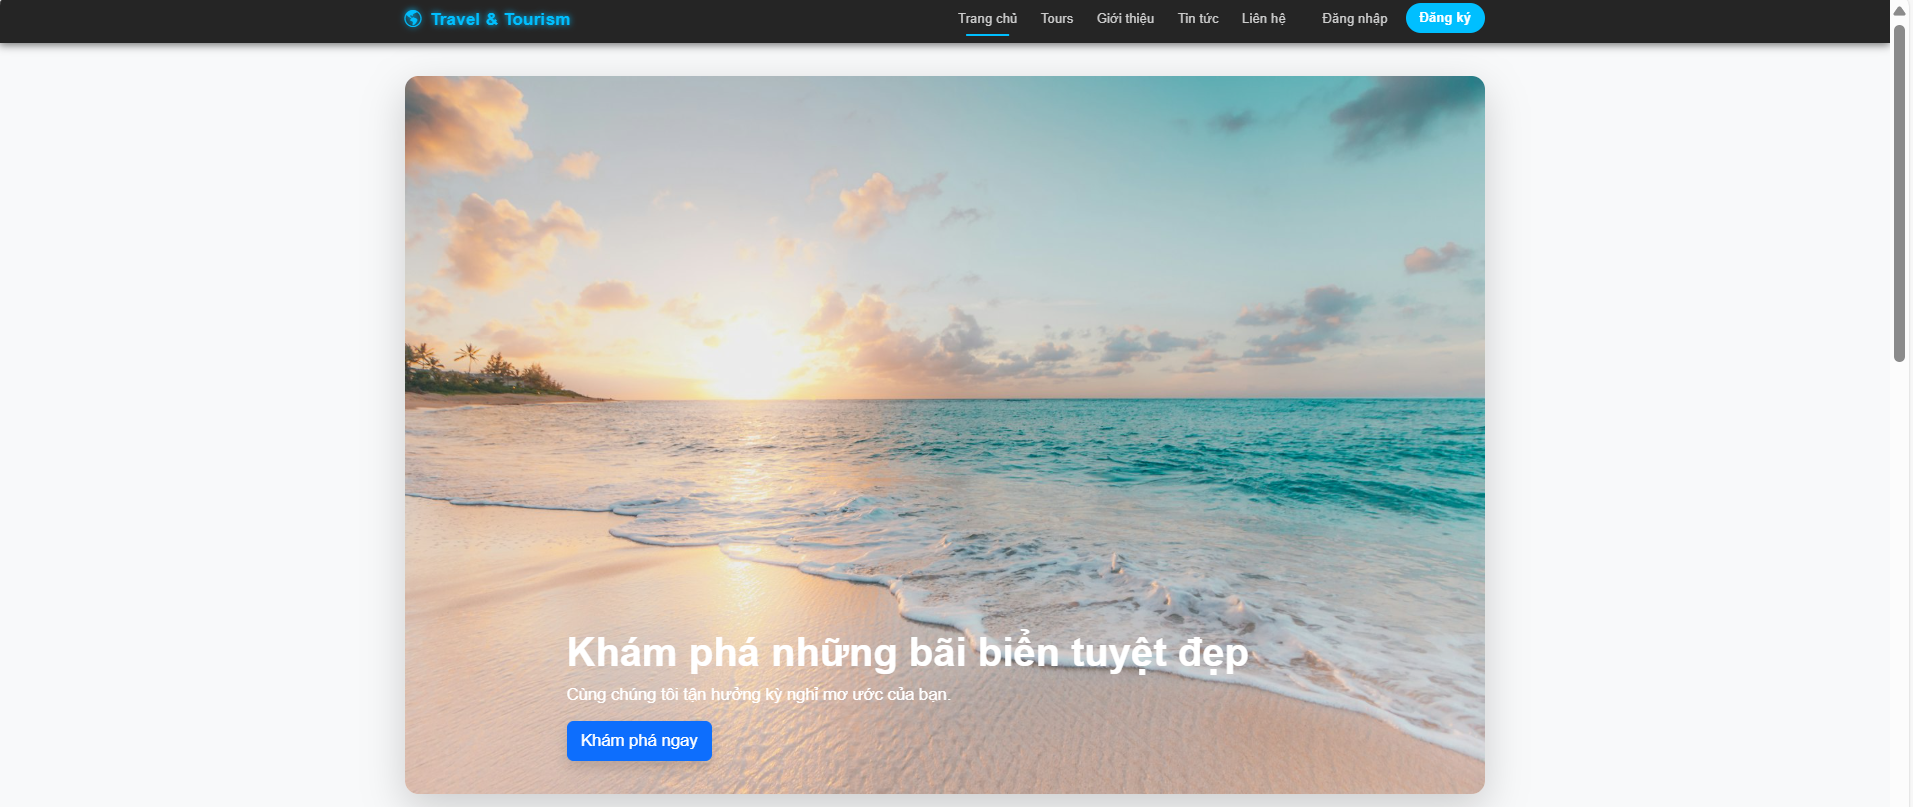 Travel & Tourism
Trang chủ
Tours
Giới thiệu
Tin tức
Liên hệ
Đăng nhập
Đăng ký
Khám phá những bãi biển tuyệt đẹp
Cùng chúng tôi tận hưởng kỳ nghỉ mơ ước của bạn.
Khám phá ngay